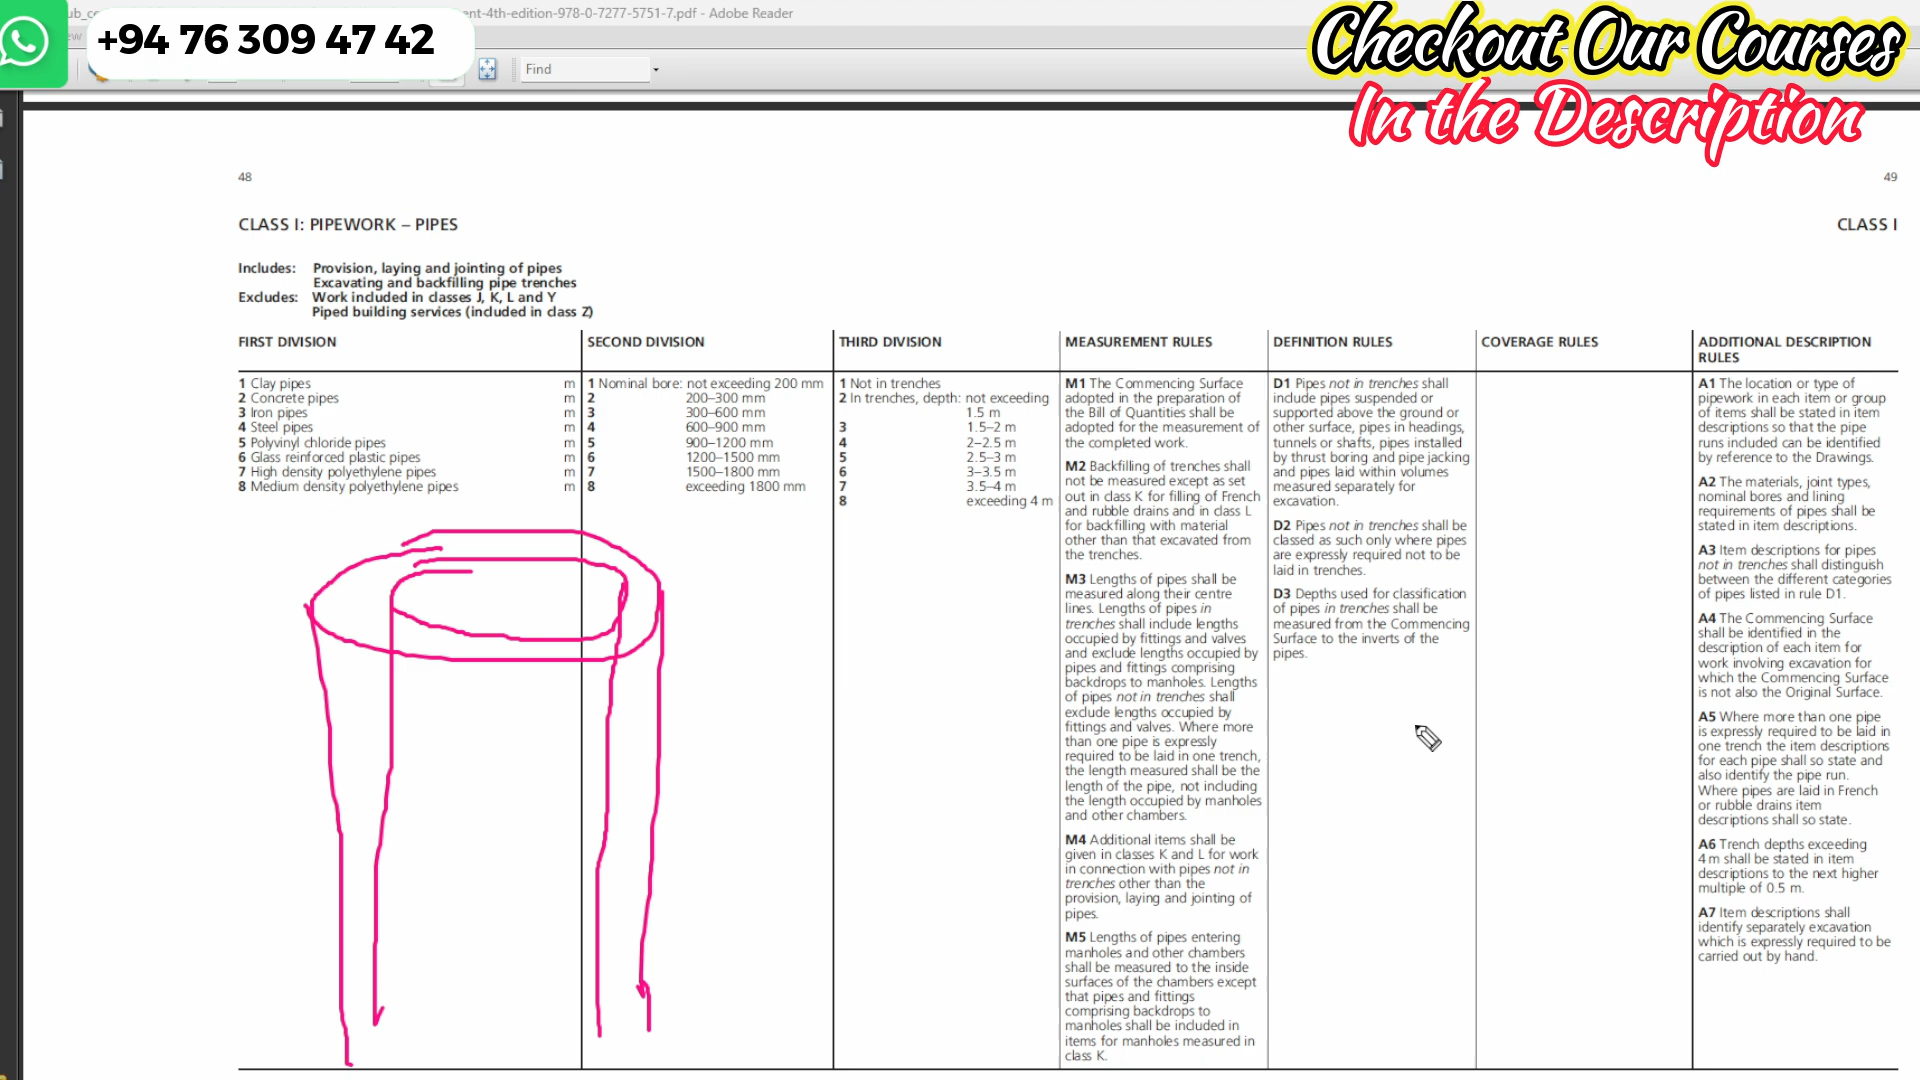 ub_c
ent-4th-edition-978-0-7277-5751-7.pdf - Adobe Reader
+94 76 309 47 42
Find
Checkout Our Courses
In the Description
48
49
CLASS I: PIPEWORK – PIPES
CLASS I
Includes: Provision, laying and jointing of pipes
Excavating and backfilling pipe trenches
Excludes: Work included in classes J, K, L and Y
Piped building services (included in class Z)
FIRST DIVISION
1 Clay pipes m
2 Concrete pipes m
3 Iron pipes m
4 Steel pipes m
5 Polyvinyl chloride pipes m
6 Glass reinforced plastic pipes m
7 High density polyethylene pipes m
8 Medium density polyethylene pipes m
SECOND DIVISION
1 Nominal bore: not exceeding 200 mm
2 200–300 mm
3 300–600 mm
4 600–900 mm
5 900–1200 mm
6 1200–1500 mm
7 1500–1800 mm
8 exceeding 1800 mm
THIRD DIVISION
1 Not in trenches
2 In trenches, depth: not exceeding
1.5 m
3 1.5–2 m
4 2–2.5 m
5 2.5–3 m
6 3–3.5 m
7 3.5–4 m
8 exceeding 4 m
MEASUREMENT RULES
M1 The Commencing Surface
adopted in the preparation of
the Bill of Quantities shall be
adopted for the measurement of
the completed work.
M2 Backfilling of trenches shall
not be measured except as set
out in class K for filling of French
and rubble drains and in class L
for backfilling with material
other than that excavated from
the trenches.
M3 Lengths of pipes shall be
measured along their centre
lines. Lengths of pipes in
trenches shall include lengths
occupied by fittings and valves
and exclude lengths occupied by
pipes and fittings comprising
backdrops to manholes. Lengths
of pipes not in trenches shall
exclude lengths occupied by
fittings and valves. Where more
than one pipe is expressly
required to be laid in one trench,
the length measured shall be the
length of the pipe, not including
the length occupied by manholes
and other chambers.
M4 Additional items shall be
given in classes K and L for work
in connection with pipes not in
trenches other than the
provision, laying and jointing of
pipes.
M5 Lengths of pipes entering
manholes and other chambers
shall be measured to the inside
surfaces of the chambers except
that pipes and fittings
comprising backdrops to
manholes shall be included in
items for manholes measured in
class K.
DEFINITION RULES
D1 Pipes not in trenches shall
include pipes suspended or
supported above the ground or
other surface, pipes in headings,
tunnels or shafts, pipes installed
by thrust boring and pipe jacking
and pipes laid within volumes
measured separately for
excavation.
D2 Pipes not in trenches shall be
classed as such only where pipes
are expressly required not to be
laid in trenches.
D3 Depths used for classification
of pipes in trenches shall be
measured from the Commencing
Surface to the inverts of the
pipes.
COVERAGE RULES
ADDITIONAL DESCRIPTION
RULES
A1 The location or type of
pipework in each item or group
of items shall be stated in item
descriptions so that the pipe
runs included can be identified
by reference to the Drawings.
A2 The materials, joint types,
nominal bores and lining
requirements of pipes shall be
stated in item descriptions.
A3 Item descriptions for pipes
not in trenches shall distinguish
between the different categories
of pipes listed in rule D1.
A4 The Commencing Surface
shall be identified in the
description of each item for
work involving excavation for
which the Commencing Surface
is not also the Original Surface.
A5 Where more than one pipe
is expressly required to be laid in
one trench the item descriptions
for each pipe shall so state and
also identify the pipe run.
Where pipes are laid in French
or rubble drains item
descriptions shall so state.
A6 Trench depths exceeding
4 m shall be stated in item
descriptions to the next higher
multiple of 0.5 m.
A7 Item descriptions shall
identify separately excavation
which is expressly required to be
carried out by hand.